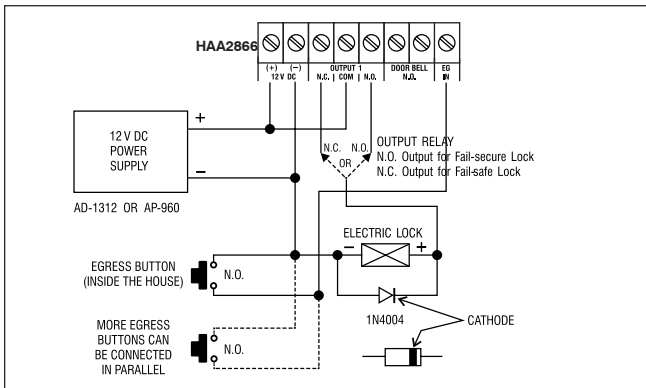 HAA2866
(+) (-) OUTPUT 1 DOOR BELL EG
12 V DC N.C. | COM | N.O. N.O. IN
+
12 V DC
POWER
SUPPLY
−
AD-1312 OR AP-960
N.C. N.O.
OR
OUTPUT RELAY
N.O. Output for Fail-secure Lock
N.C. Output for Fail-safe Lock
ELECTRIC LOCK
− +
EGRESS BUTTON
(INSIDE THE HOUSE)
N.O.
1N4004
CATHODE
MORE EGRESS
BUTTONS CAN
BE CONNECTED
IN PARALLEL
N.O.